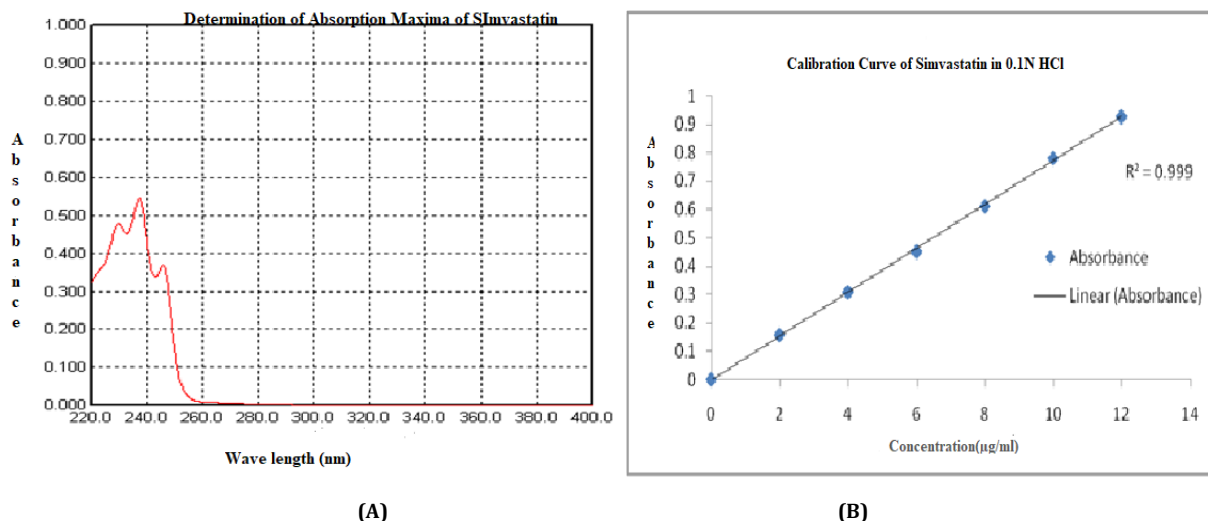 Determination of Absorption Maxima of SImvastatin
1.000
0.900
0.800
0.700
0.600
0.500
0.400
0.300
0.200
0.100
0.000
220.0 240.0 260.0 280.0 300.0 320.0 340.0 360.0 380.0 400.0
Absorbance
Wave length (nm)
(A)
Calibration Curve of Simvastatin in 0.1N HCl
1
0.9
0.8
0.7
0.6
0.5
0.4
0.3
0.2
0.1
0
0 2 4 6 8 10 12 14
Absorbance
R² = 0.999
Absorbance
Linear (Absorbance)
Concentration(µg/ml)
(B)